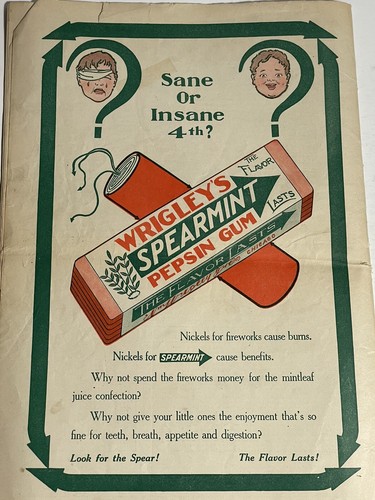 Sane
Or
Insane
4th?
THE
FLAVOR
LASTS
WRIGLEY'S
SPEARMINT
PEPSIN GUM
THE FLAVOR LASTS
CHICAGO
Nickels for fireworks cause burns.
Nickels for SPEARMINT cause benefits.
Why not spend the fireworks money for the mintleaf
juice confection?
Why not give your little ones the enjoyment that's so
fine for teeth, breath, appetite and digestion?
Look for the Spear! The Flavor Lasts!